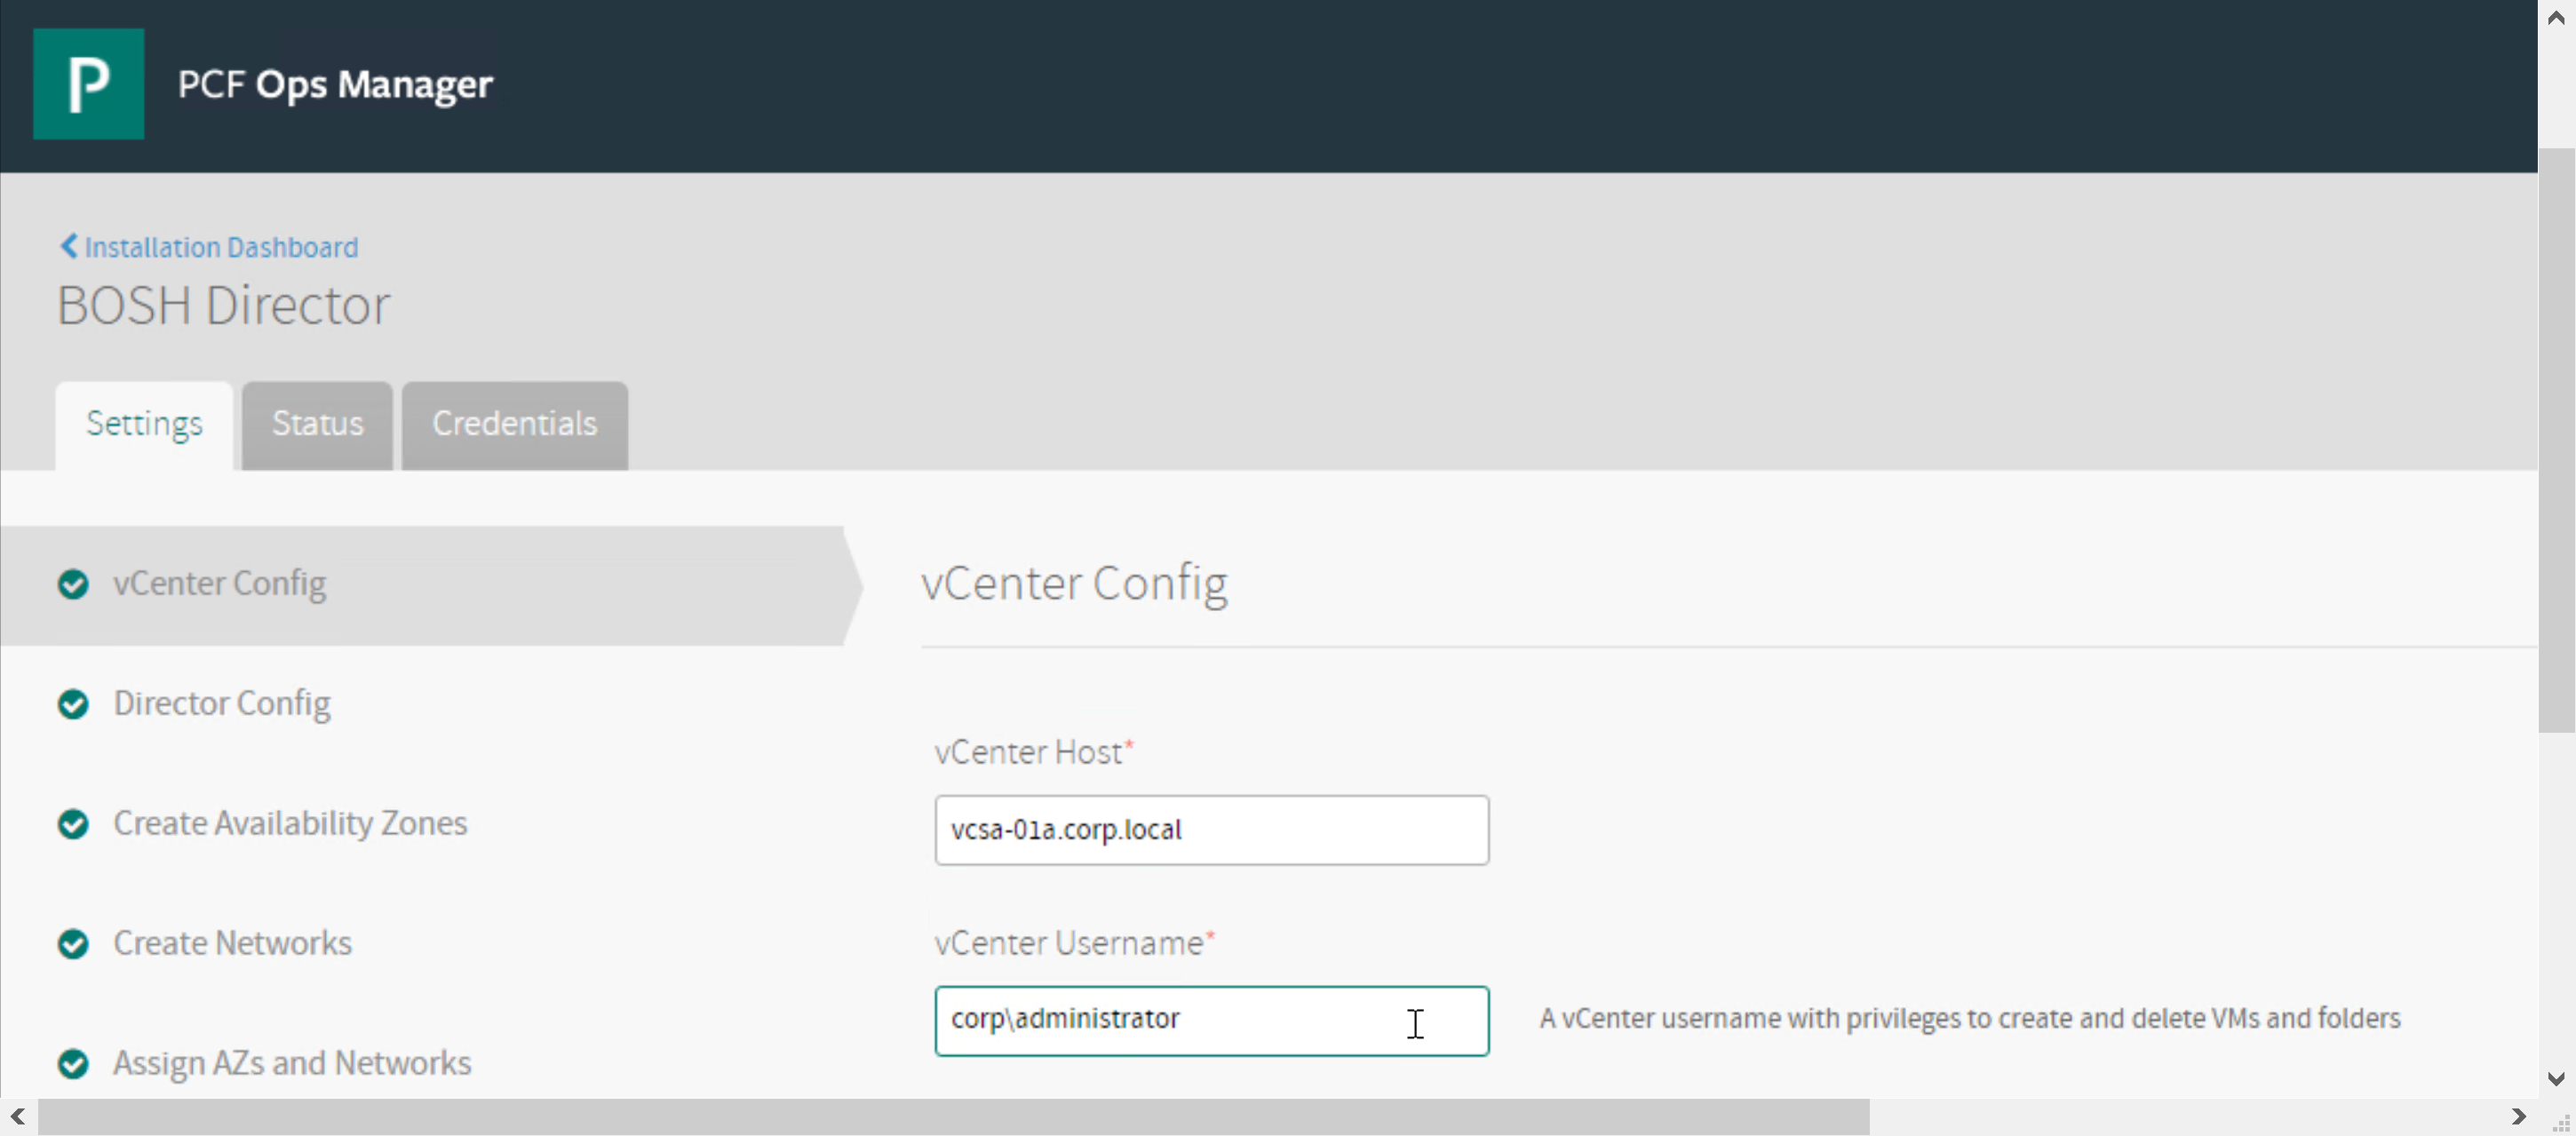 P
PCF Ops Manager
Installation Dashboard
BOSH Director
Settings
Status
Credentials
vCenter Config
Director Config
Create Availability Zones
Create Networks
Assign AZs and Networks
vCenter Config
vCenter Host*
vcsa-01a.corp.local
vCenter Username*
corp\administrator
A vCenter username with privileges to create and delete VMs and folders